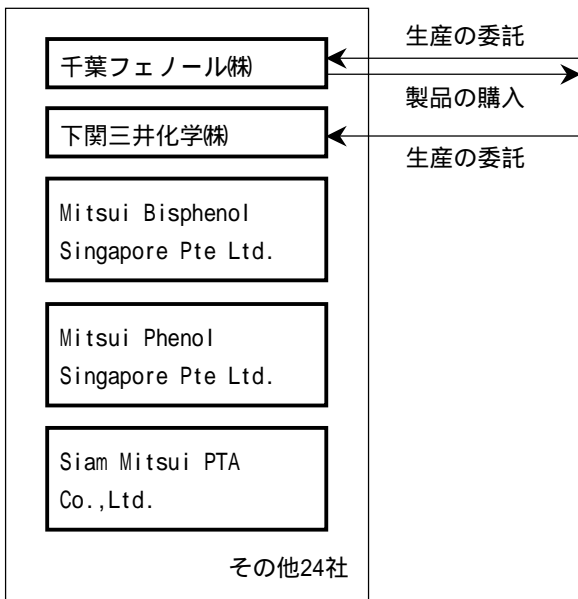 生産の委託
千葉フェノール㈱
製品の購入
下関三井化学㈱
生産の委託
Mitsui Bisphenol
Singapore Pte Ltd.
Mitsui Phenol
Singapore Pte Ltd.
Siam Mitsui PTA
Co.,Ltd.
その他24社